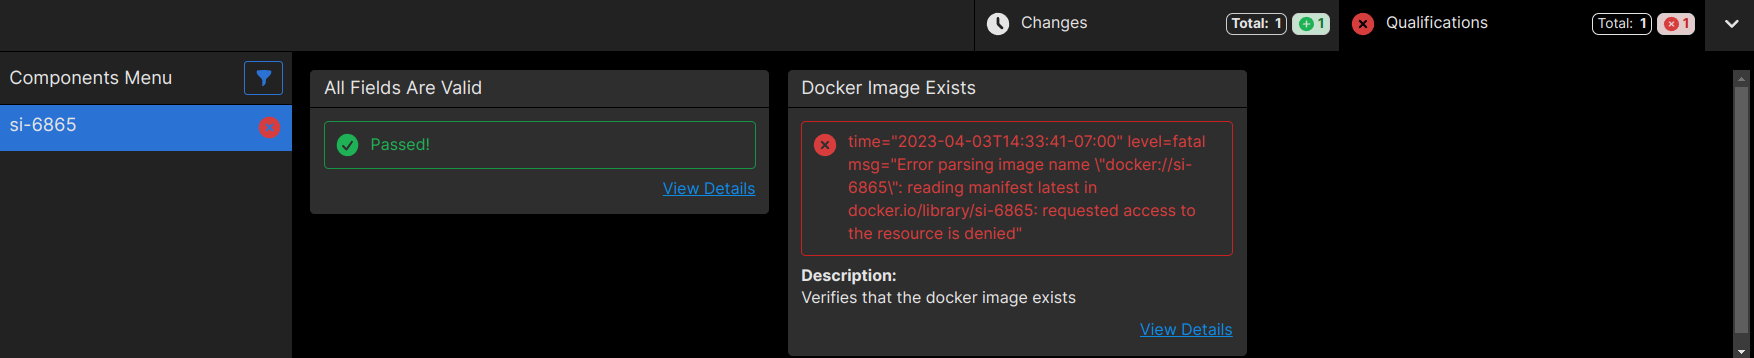 Changes Total: 1 1 Qualifications Total: 1 1
Components Menu
si-6865
All Fields Are Valid
Passed!
View Details
Docker Image Exists
time="2023-04-03T14:33:41-07:00" level=fatal
msg="Error parsing image name \"docker://si-
6865\": reading manifest latest in
docker.io/library/si-6865: requested access to
the resource is denied"
Description:
Verifies that the docker image exists
View Details